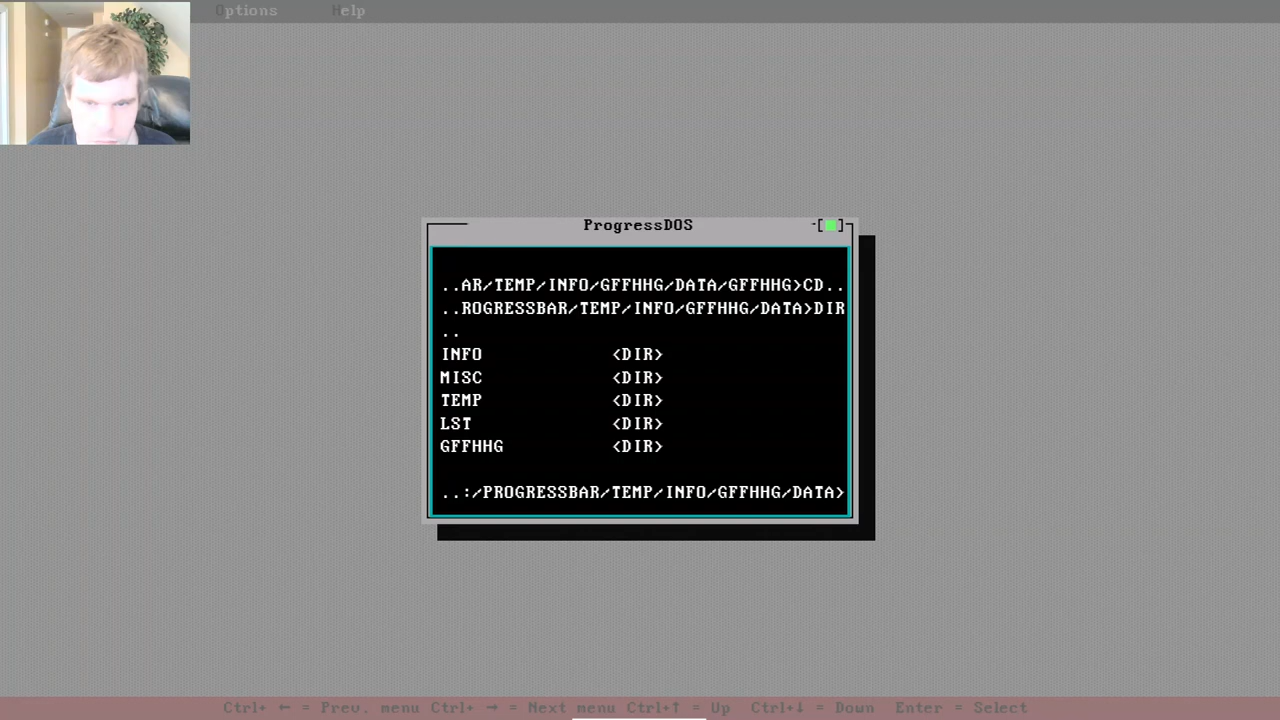 Options Help
ProgressDOS
..AR/TEMP/INFO/GFFHHG/DATA/GFFHHG>CD..
..ROGRESSBAR/TEMP/INFO/GFFHHG/DATA>DIR
..
INFO <DIR>
MISC <DIR>
TEMP <DIR>
LST <DIR>
GFFHHG <DIR>
..:/PROGRESSBAR/TEMP/INFO/GFFHHG/DATA>
Ctrl+ ← = Prev. menu Ctrl+ → = Next menu Ctrl+↑ = Up Ctrl+↓ = Down Enter = Select